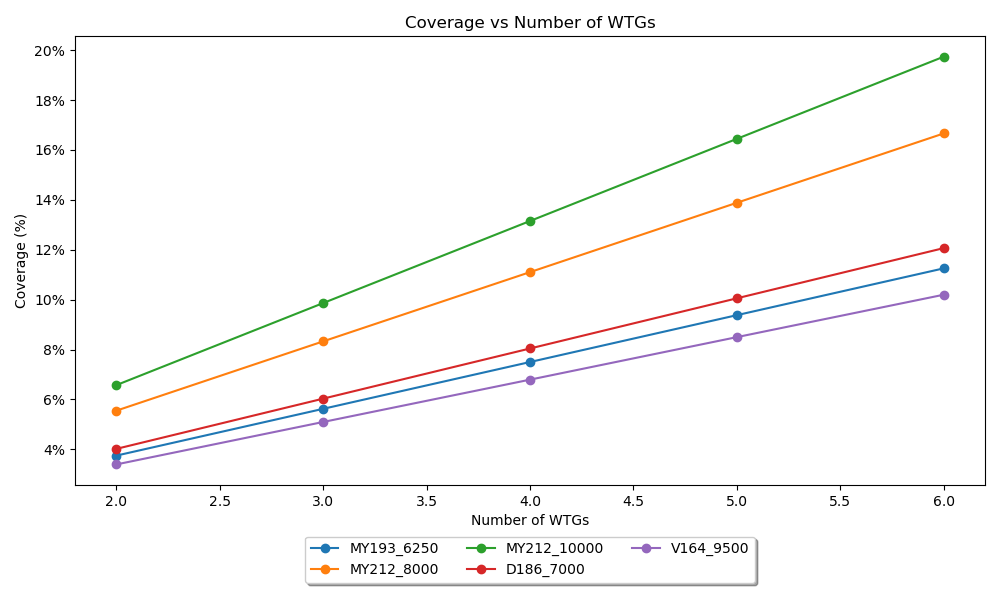 Coverage vs Number of WTGs
Coverage (%)
20%
18%
16%
14%
12%
10%
8%
6%
4%
2.0 2.5 3.0 3.5 4.0 4.5 5.0 5.5 6.0
Number of WTGs
MY193_6250 MY212_10000 V164_9500
MY212_8000 D186_7000